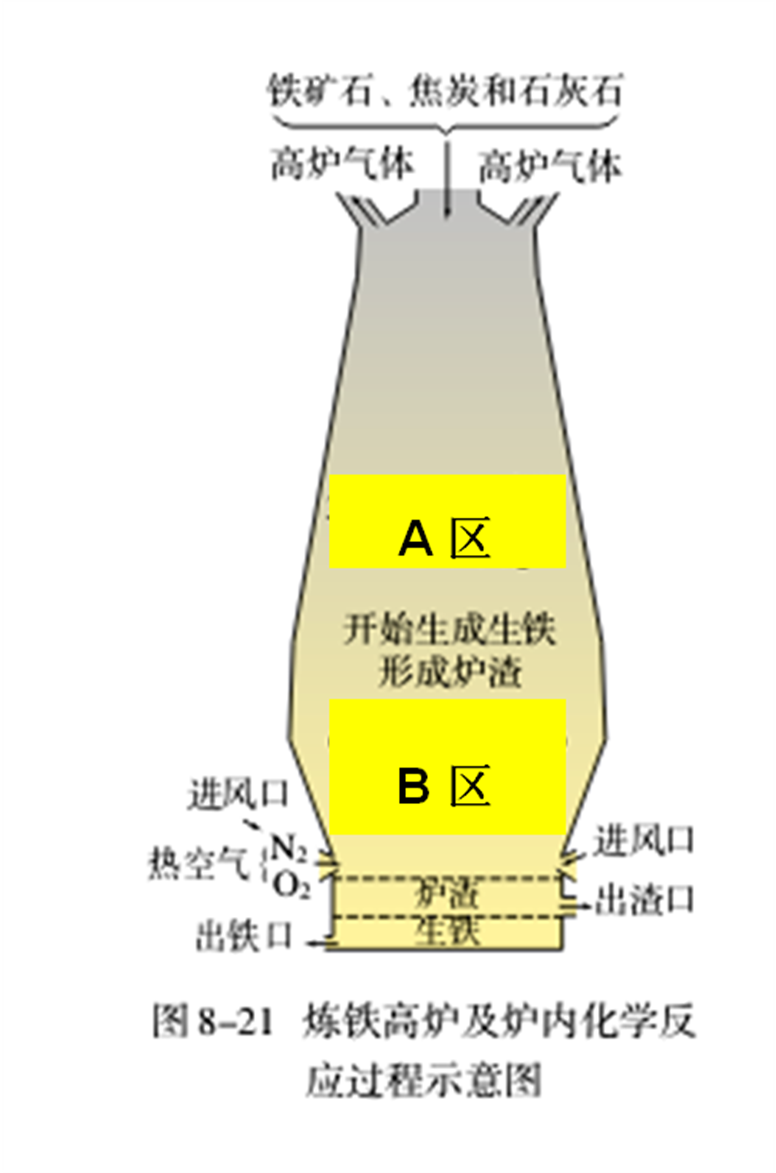 铁矿石、焦炭和石灰石
高炉气体 高炉气体
A 区
开始生成生铁
形成炉渣
B 区
进风口
热空气 N₂ O₂
进风口
炉渣
出渣口
出铁口
生铁
图 8-21 炼铁高炉及炉内化学反
应过程示意图